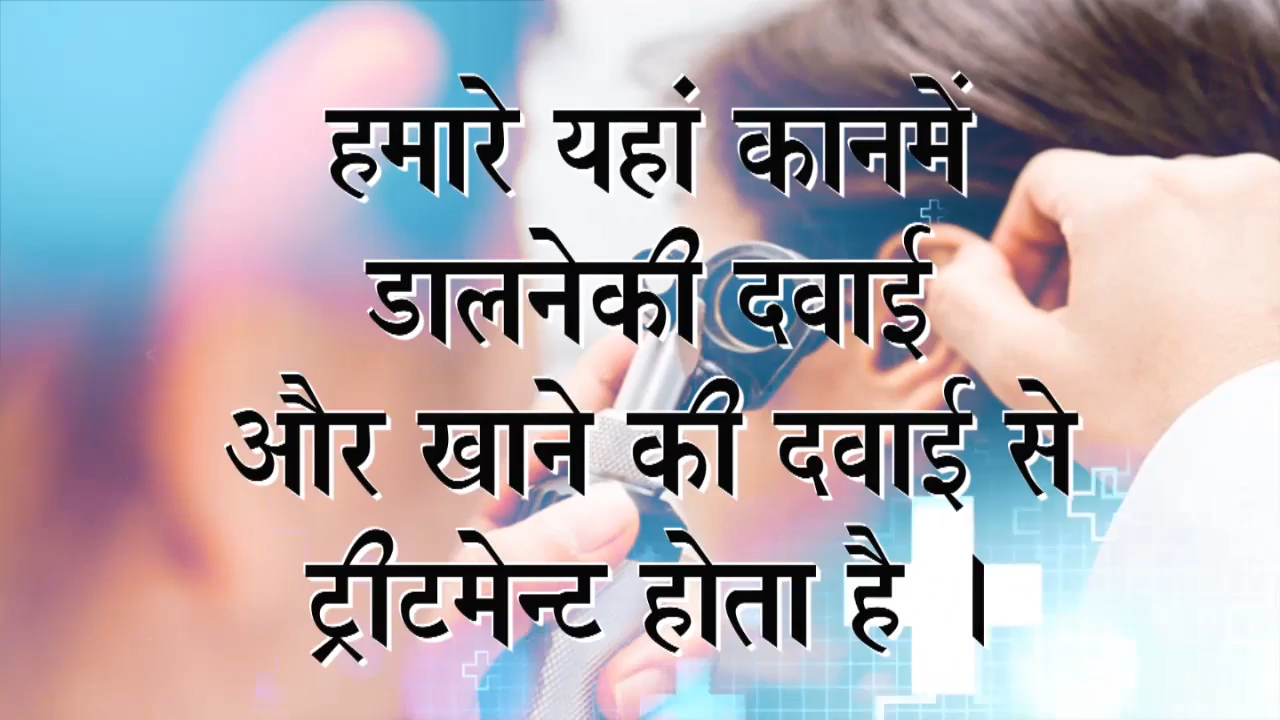 हमारे यहां कानमें
डालनेकी दवाई
और खाने की दवाई से
ट्रीटमेन्ट होता है ।